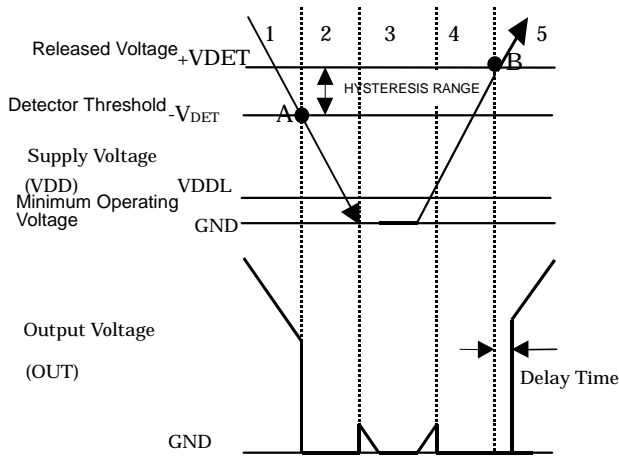 1 2 3 4 5
Released Voltage +VDET
B
HYSTERESIS RANGE
Detector Threshold -VDET
A
Supply Voltage
(VDD)
VDDL
Minimum Operating
Voltage
GND
Output Voltage
(OUT)
Delay Time
GND